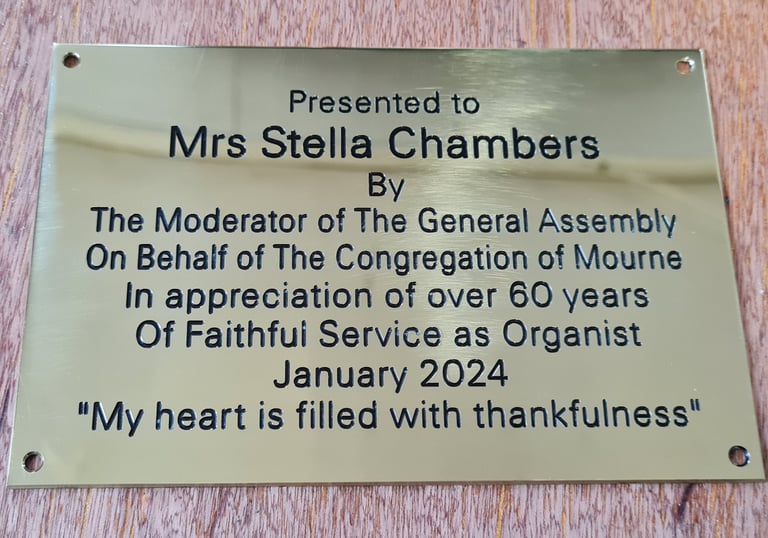 Presented to
Mrs Stella Chambers
By
The Moderator of The General Assembly
On Behalf of The Congregation of Mourne
In appreciation of over 60 years
Of Faithful Service as Organist
January 2024
"My heart is filled with thankfulness"